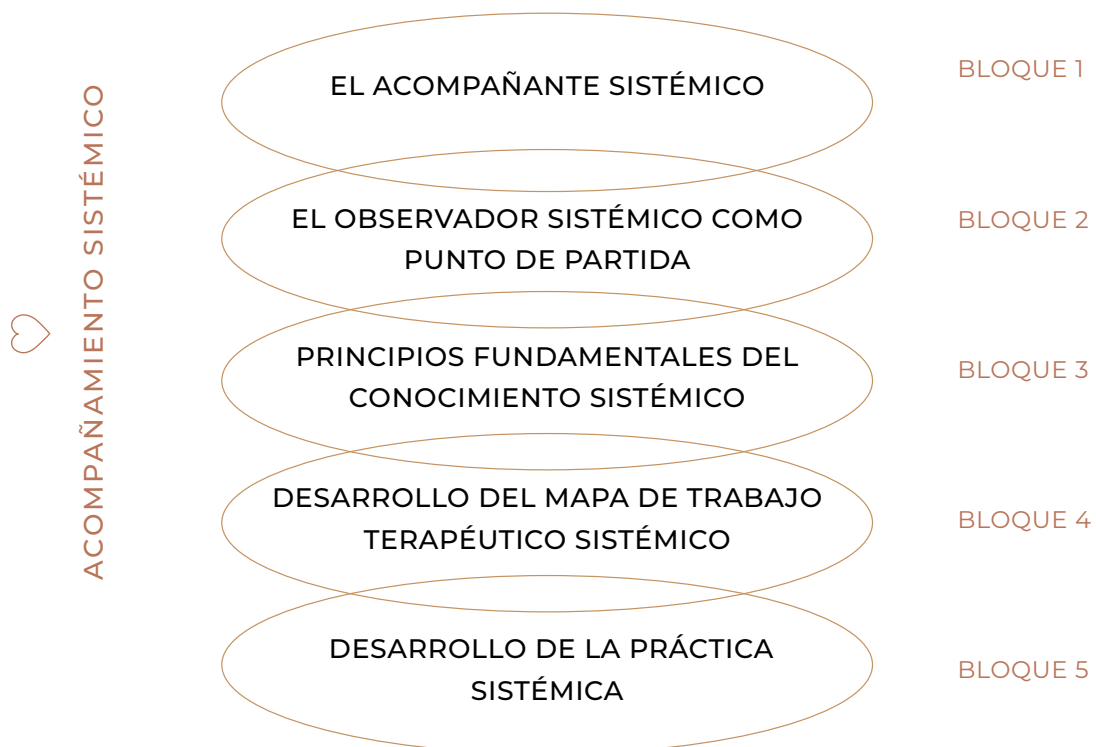 ACOMPAÑAMIENTO SISTÉMICO
EL ACOMPAÑANTE SISTÉMICO
BLOQUE 1
EL OBSERVADOR SISTÉMICO COMO
PUNTO DE PARTIDA
BLOQUE 2
PRINCIPIOS FUNDAMENTALES DEL
CONOCIMIENTO SISTÉMICO
BLOQUE 3
DESARROLLO DEL MAPA DE TRABAJO
TERAPÉUTICO SISTÉMICO
BLOQUE 4
DESARROLLO DE LA PRÁCTICA
SISTÉMICA
BLOQUE 5